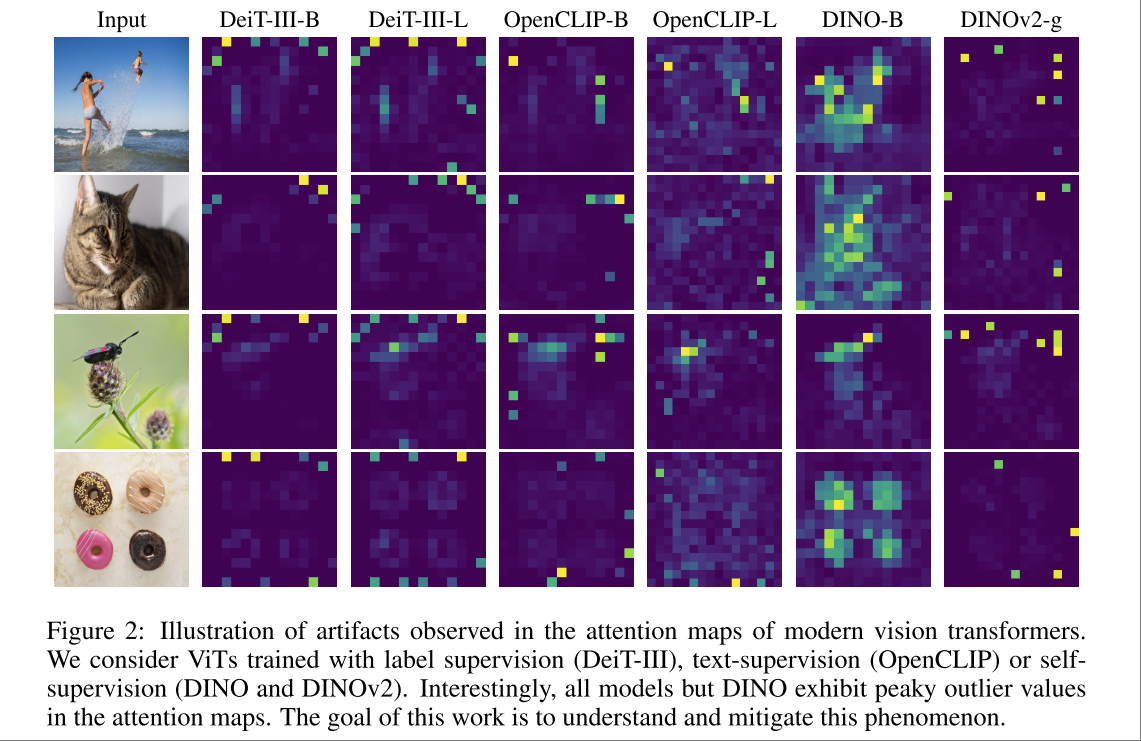 Input DeiT-III-B DeiT-III-L OpenCLIP-B OpenCLIP-L DINO-B DINOv2-g
Figure 2: Illustration of artifacts observed in the attention maps of modern vision transformers.
We consider ViTs trained with label supervision (DeiT-III), text-supervision (OpenCLIP) or self-
supervision (DINO and DINOv2). Interestingly, all models but DINO exhibit peaky outlier values
in the attention maps. The goal of this work is to understand and mitigate this phenomenon.